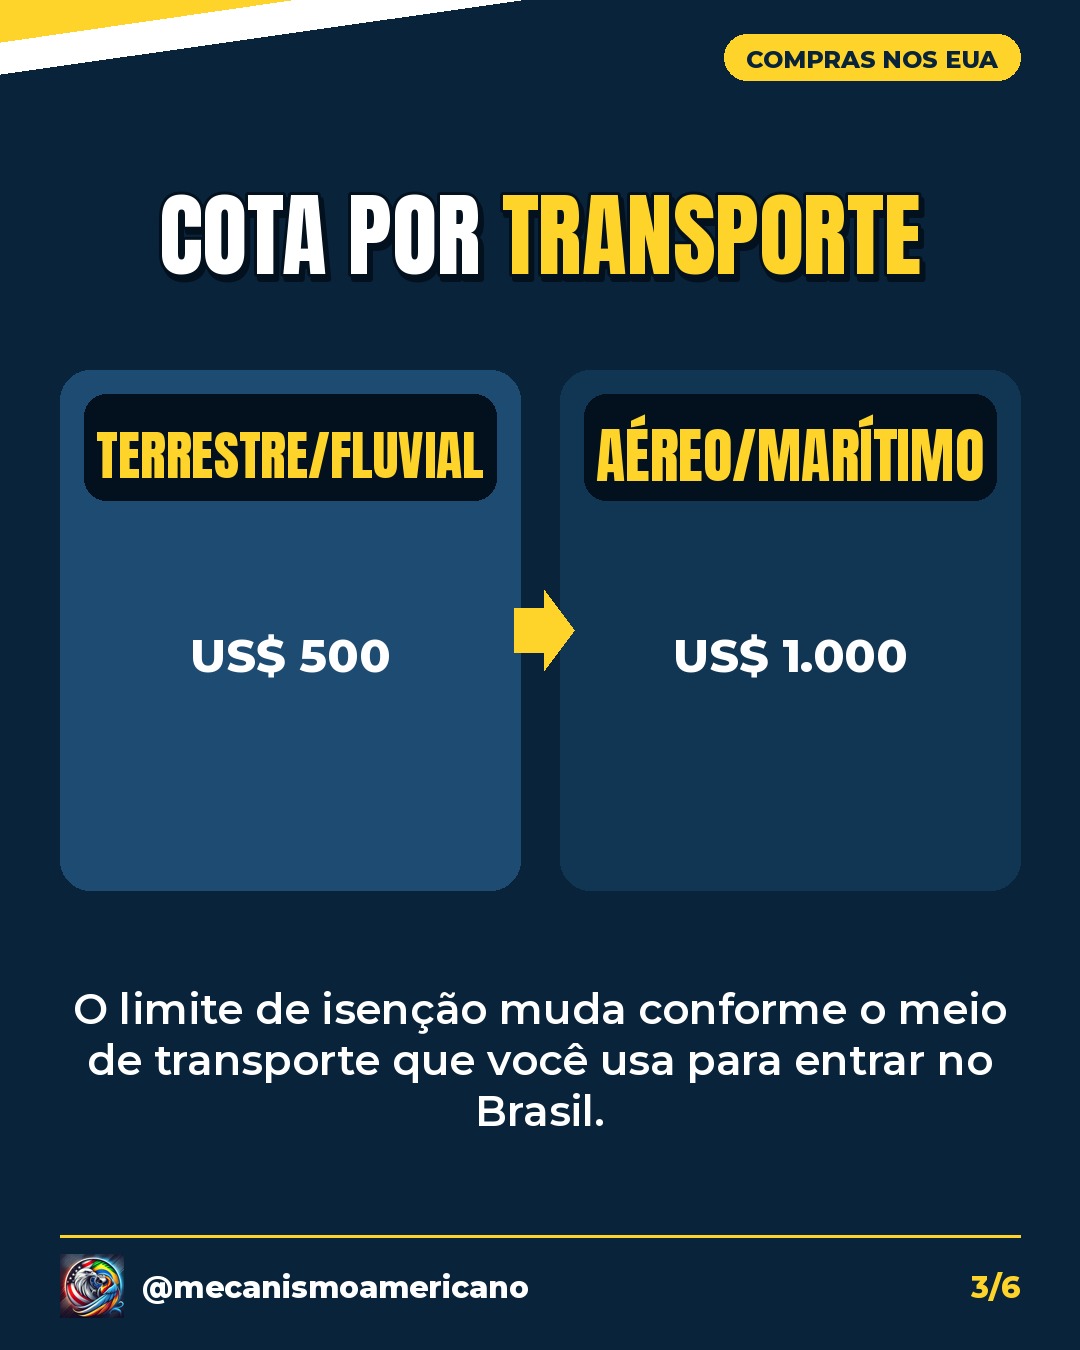 COMPRAS NOS EUA
COTA POR TRANSPORTE
TERRESTRE/FLUVIAL
US$ 500
AÉREO/MARÍTIMO
US$ 1.000
O limite de isenção muda conforme o meio
de transporte que você usa para entrar no
Brasil.
@mecanismoamericano
3/6